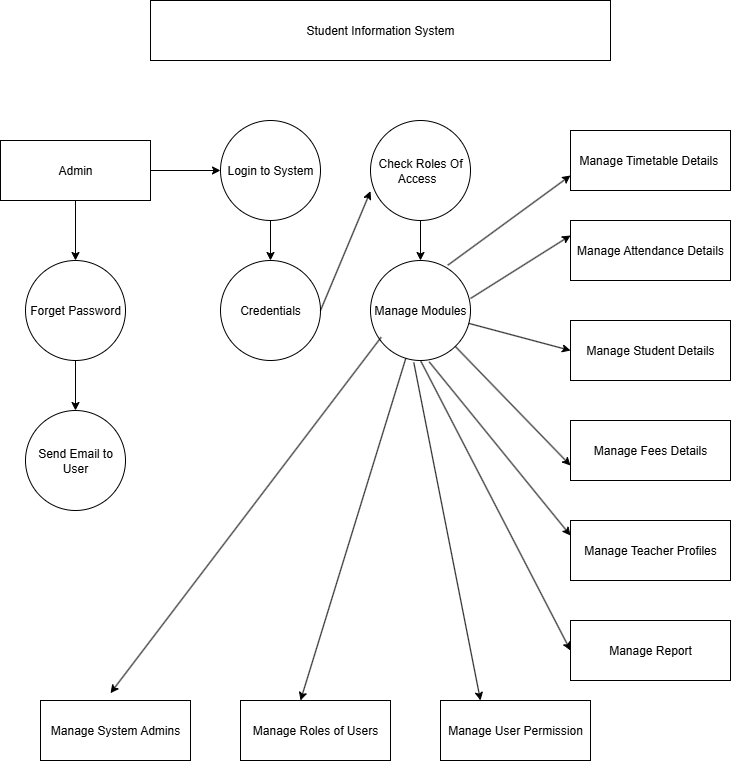 Student Information System
Admin
Login to System
Check Roles Of
Access
Manage Timetable Details
Manage Attendance Details
Forget Password
Credentials
Manage Modules
Manage Student Details
Send Email to
User
Manage Fees Details
Manage Teacher Profiles
Manage Report
Manage System Admins
Manage Roles of Users
Manage User Permission